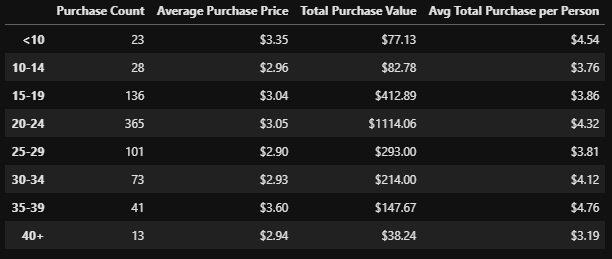 Purchase Count Average Purchase Price Total Purchase Value Avg Total Purchase per Person
<10 23 $3.35 $77.13 $4.54
10-14 28 $2.96 $82.78 $3.76
15-19 136 $3.04 $412.89 $3.86
20-24 365 $3.05 $1114.06 $4.32
25-29 101 $2.90 $293.00 $3.81
30-34 73 $2.93 $214.00 $4.12
35-39 41 $3.60 $147.67 $4.76
40+ 13 $2.94 $38.24 $3.19